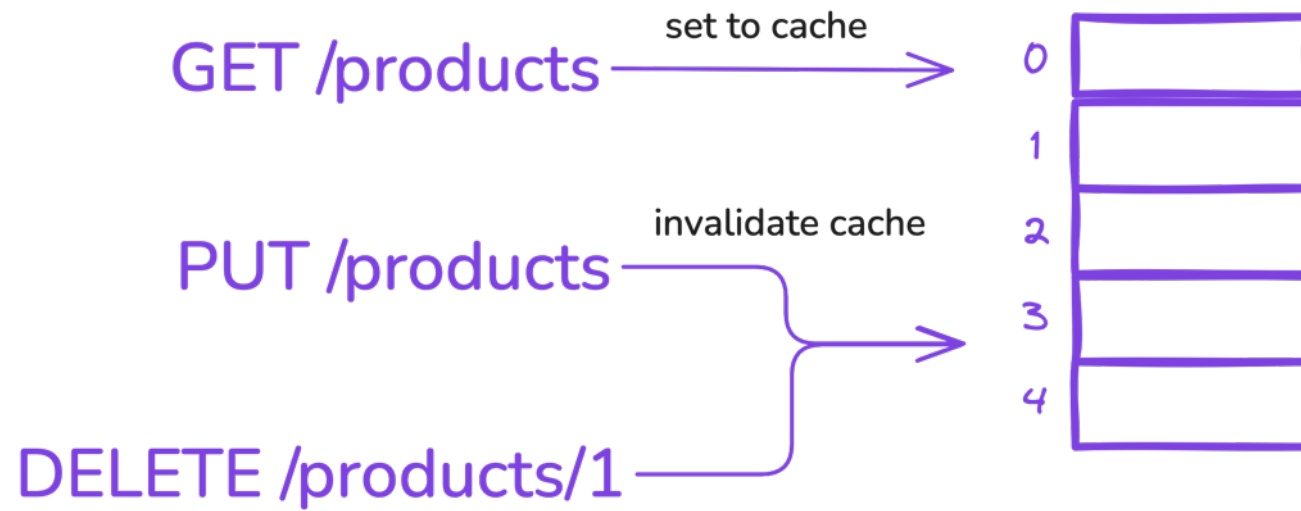 set to cache
GET /products
0
1
invalidate cache
2
PUT /products
3
4
DELETE /products/1